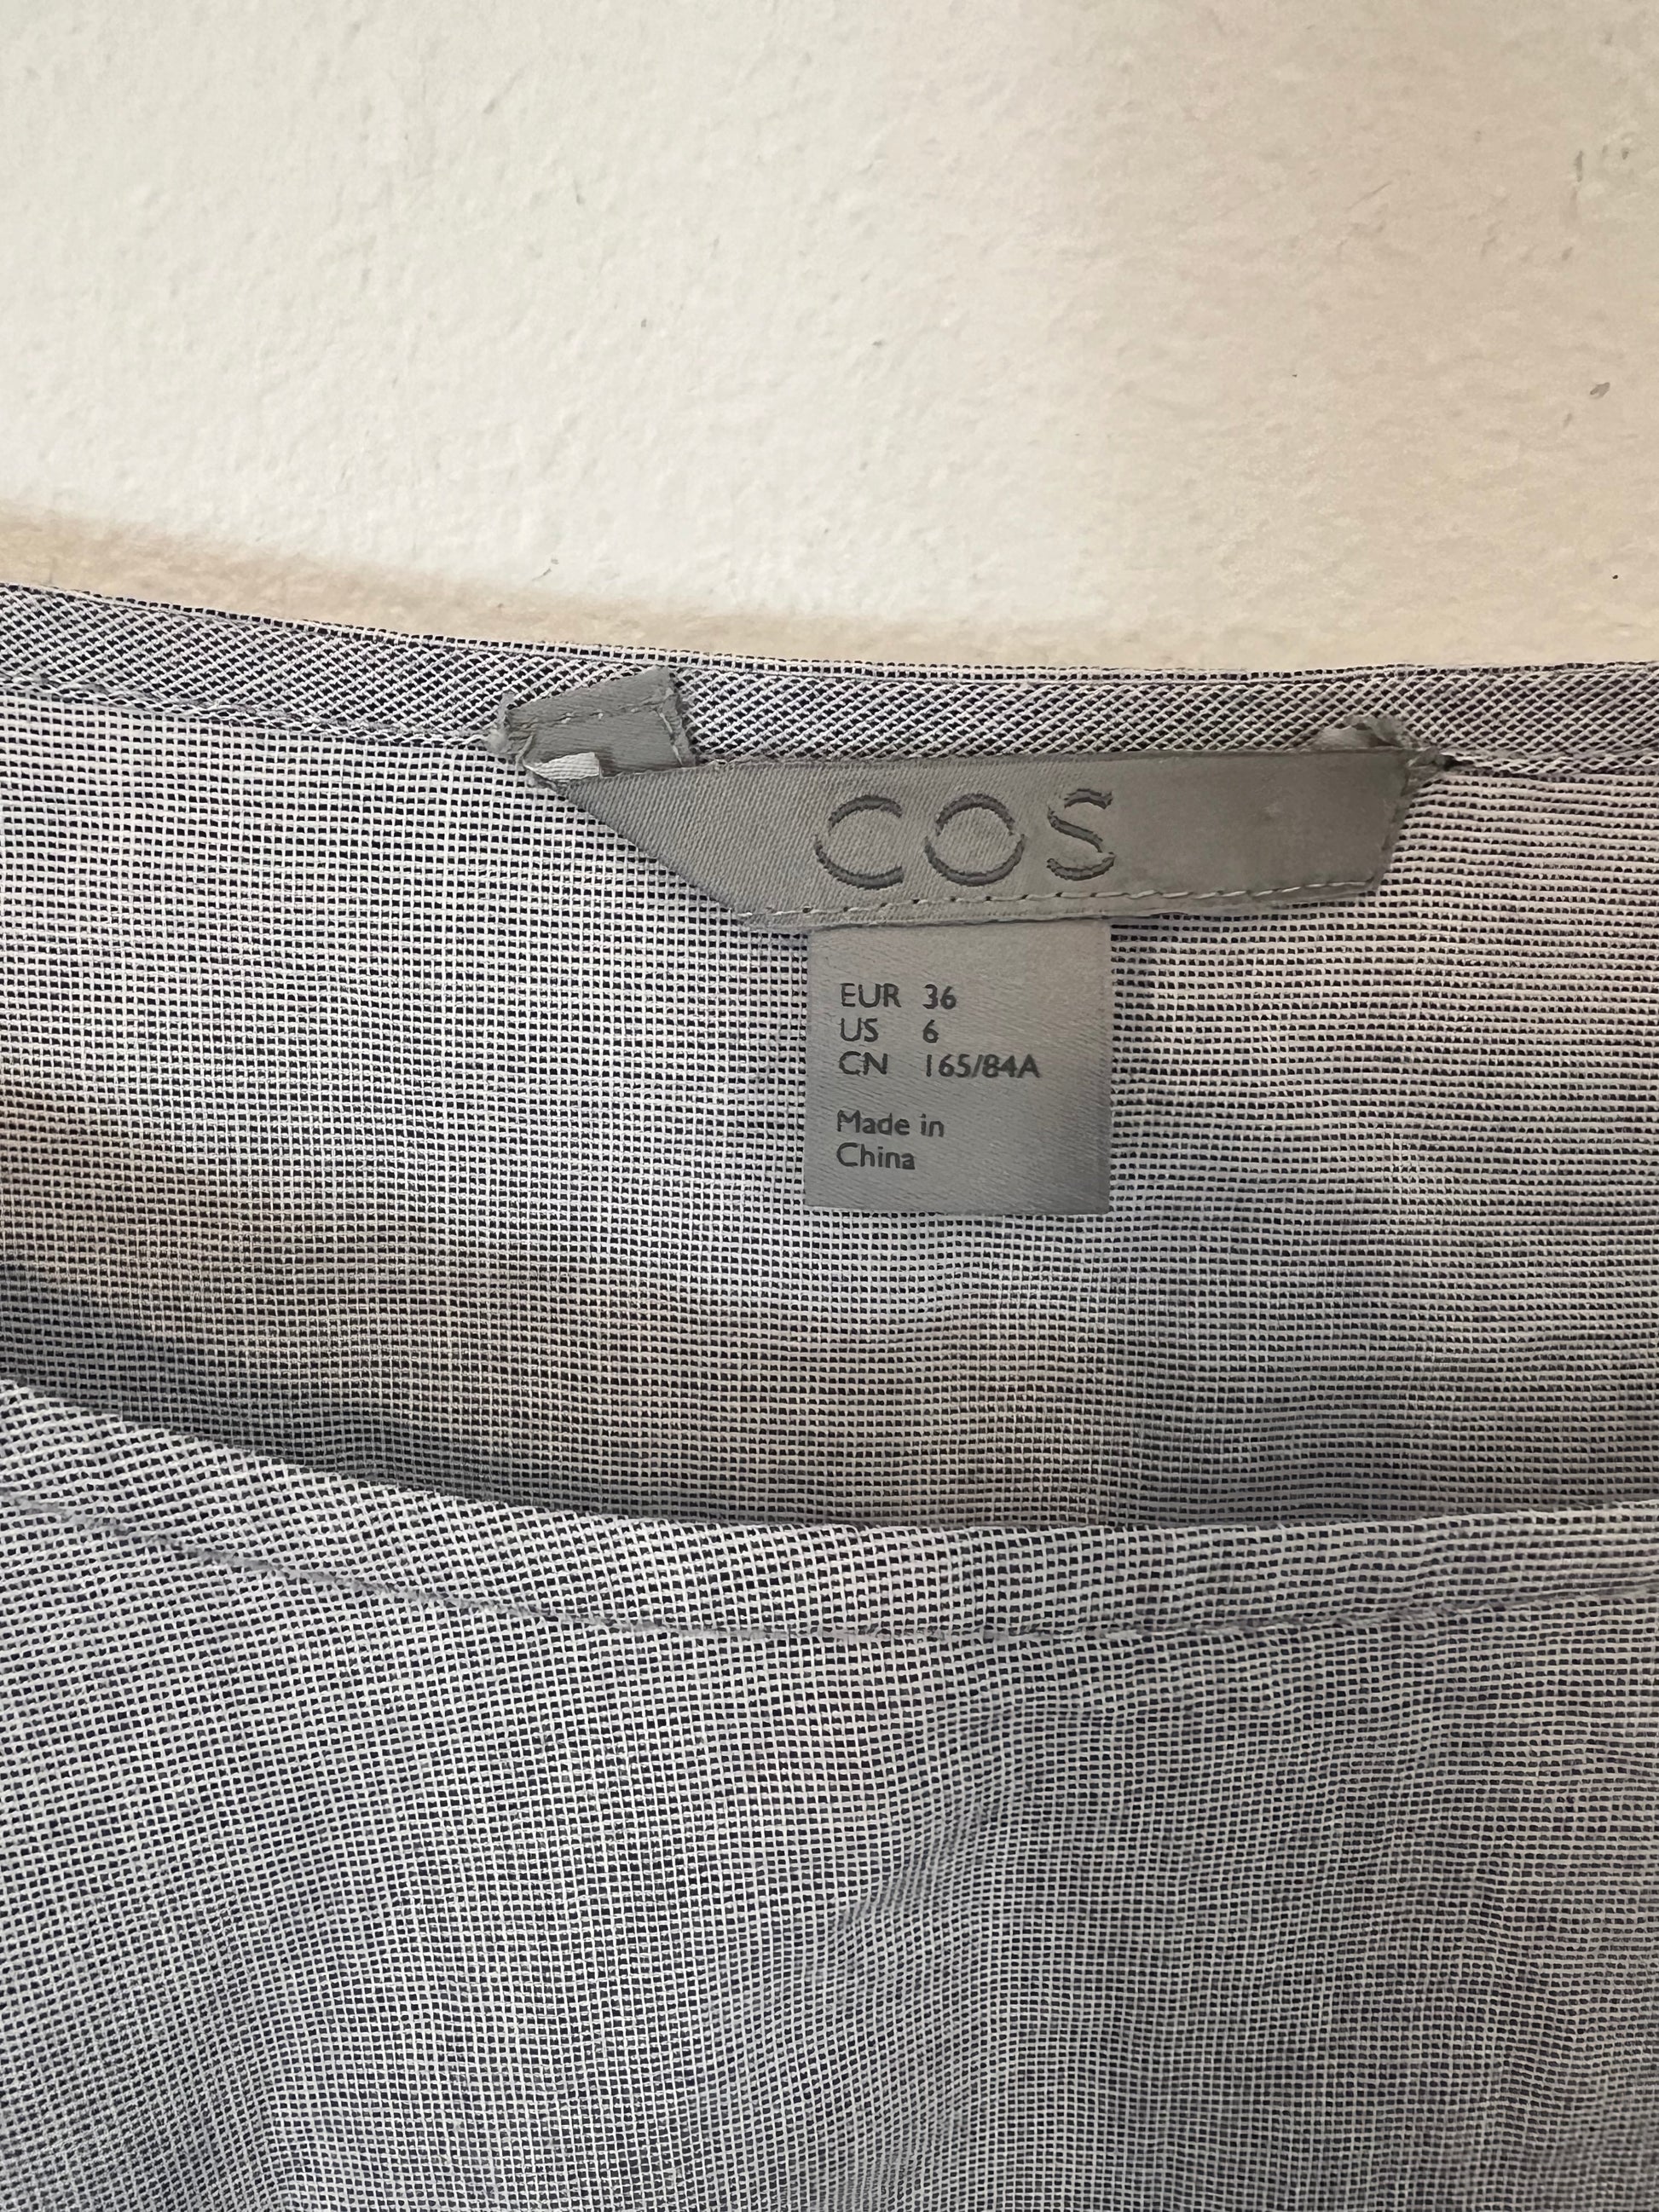 COS
EUR 36
US 6
CN 165/84A
Made in
China